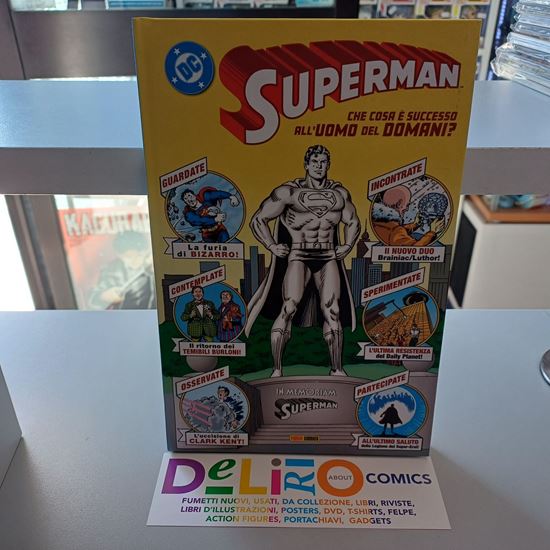 DC
SUPERMAN
CHE COSA È SUCCESSO
ALL'UOMO DEL DOMANI?
GUARDATE
La furia
di BIZARRO!
INCONTRATE
Il NUOVO DUO
Brainiac/Luthor!
CONTEMPLATE
Il ritorno dei
TEMIBILI BURLONI!
SPERIMENTATE
L'ULTIMA RESISTENZA
del Daily Planet!
OSSERVATE
L'uccisione di
CLARK KENT!
PARTECIPATE
ALL'ULTIMO SALUTO
della Legione dei Super-Eroi!
IN MEMORIAM
SUPERMAN
PANINI COMICS
DeLiRiO
ABOUT
COMICS
FUMETTI NUOVI, USATI, DA COLLEZIONE, LIBRI, RIVISTE,
LIBRI D'ILLUSTRAZIONI, POSTERS, DVD, T-SHIRTS, FELPE,
ACTION FIGURES, PORTACHIAVI, GADGETS